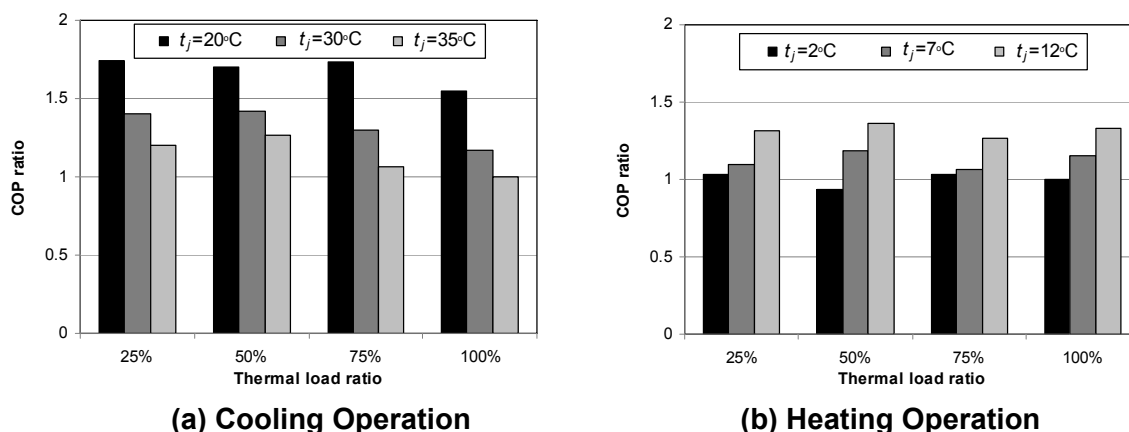 2
t_j=20°C t_j=30°C t_j=35°C
1.5
1
0.5
0
COP ratio
25% 50% 75% 100%
Thermal load ratio
(a) Cooling Operation
2
t_j=2°C t_j=7°C t_j=12°C
1.5
1
0.5
0
COP ratio
25% 50% 75% 100%
Thermal load ratio
(b) Heating Operation